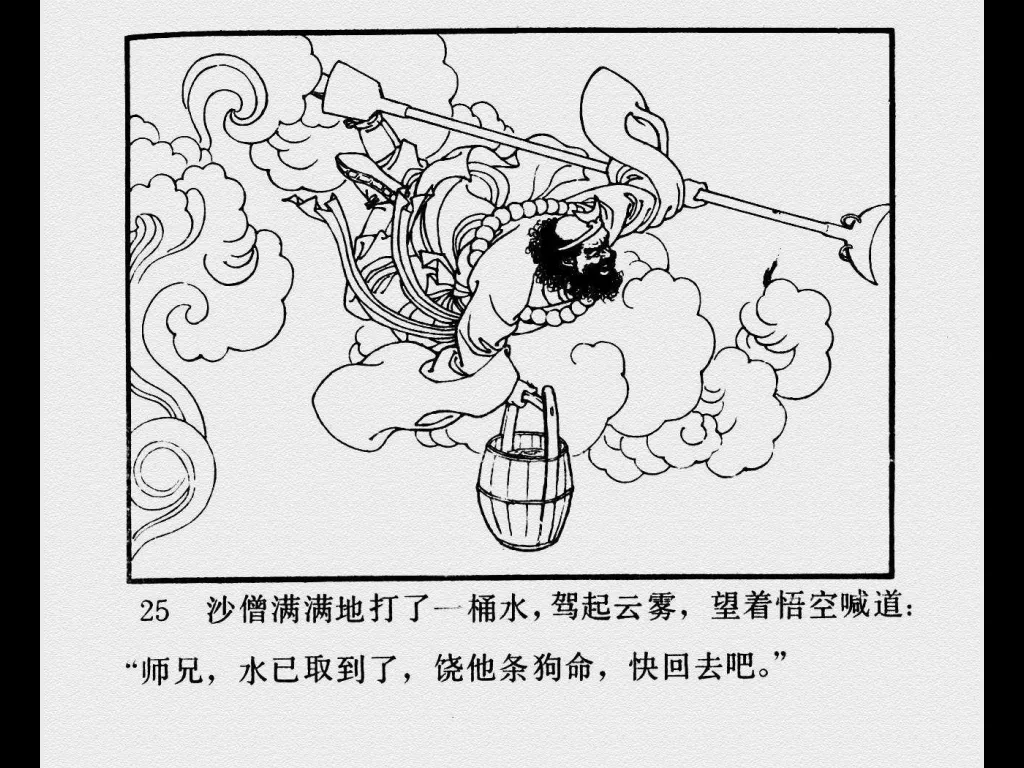 25 沙僧满满地打了一桶水，驾起云雾，望着悟空喊道：
“师兄，水已取到了，饶他条狗命，快回去吧。”